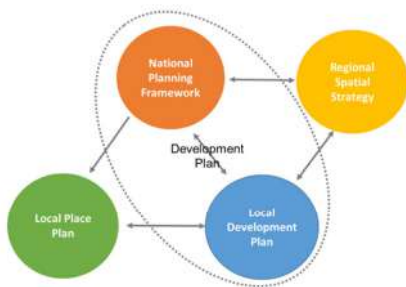 National
Planning
Framework
Regional
Spatial
Strategy
Development
Plan
Local Place
Plan
Local
Development
Plan